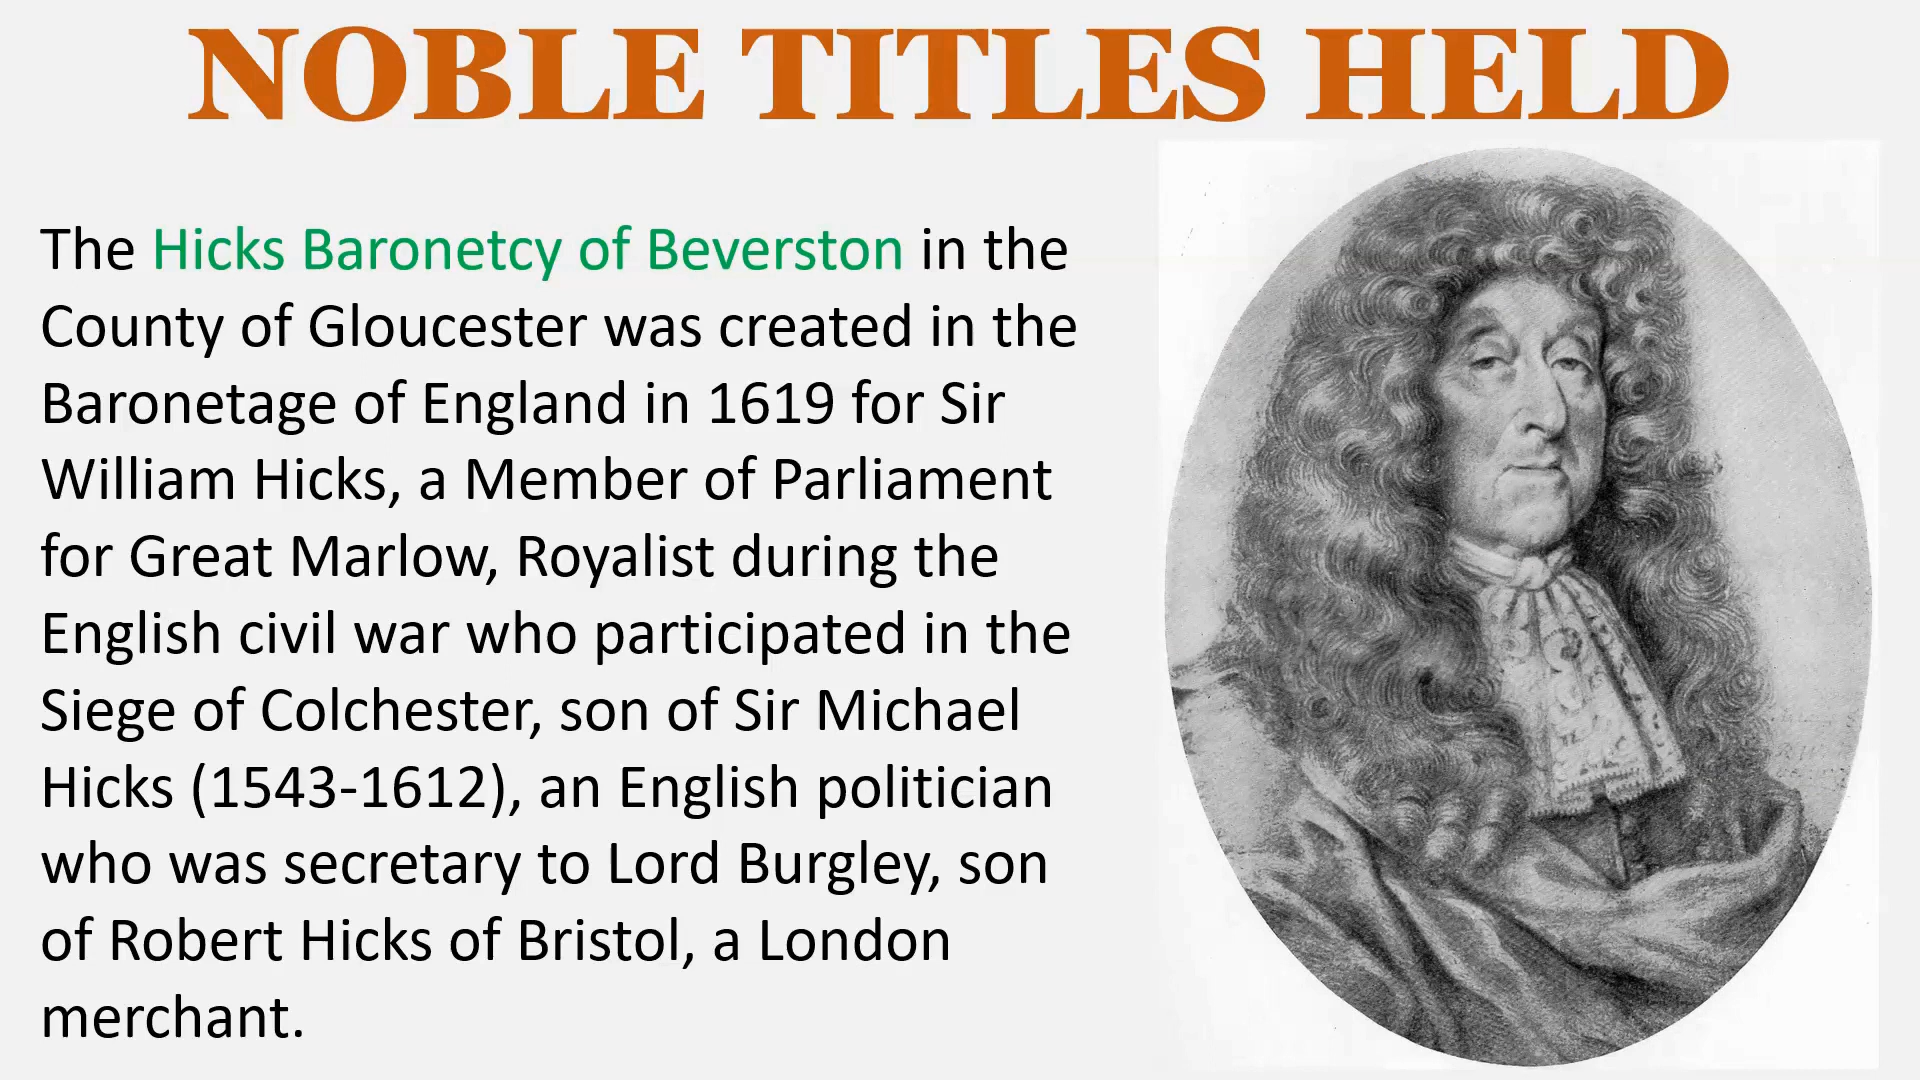 NOBLE TITLES HELD
The Hicks Baronetcy of Beverston in the
County of Gloucester was created in the
Baronetage of England in 1619 for Sir
William Hicks, a Member of Parliament
for Great Marlow, Royalist during the
English civil war who participated in the
Siege of Colchester, son of Sir Michael
Hicks (1543-1612), an English politician
who was secretary to Lord Burgley, son
of Robert Hicks of Bristol, a London
merchant.